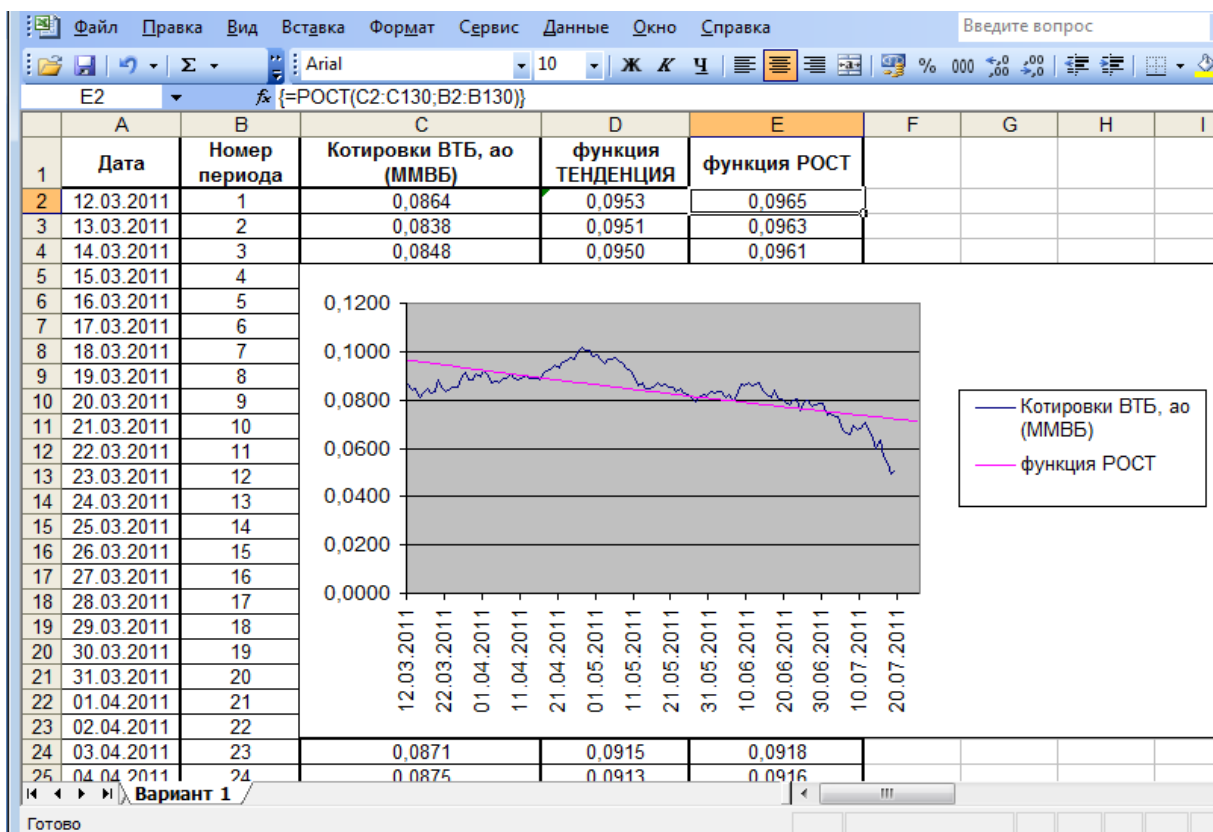 Файл Правка Вид Вставка Формат Сервис Данные Окно Справка Введите вопрос
Σ Arial 10 Ж К Ч % 000
E2 fx {=РОСТ(C2:C130;B2:B130)}
A B C D E F G H I
1 Дата Номер периода Котировки ВТБ, ао (ММВБ) функция ТЕНДЕНЦИЯ функция РОСТ
2 12.03.2011 1 0,0864 0,0953 0,0965
3 13.03.2011 2 0,0838 0,0951 0,0963
4 14.03.2011 3 0,0848 0,0950 0,0961
5 15.03.2011 4
6 16.03.2011 5
7 17.03.2011 6
8 18.03.2011 7
9 19.03.2011 8
10 20.03.2011 9
11 21.03.2011 10
12 22.03.2011 11
13 23.03.2011 12
14 24.03.2011 13
15 25.03.2011 14
16 26.03.2011 15
17 27.03.2011 16
18 28.03.2011 17
19 29.03.2011 18
20 30.03.2011 19
21 31.03.2011 20
22 01.04.2011 21
23 02.04.2011 22
0,1200
0,1000
0,0800
0,0600
0,0400
0,0200
0,0000
12.03.2011 22.03.2011 01.04.2011 11.04.2011 21.04.2011 01.05.2011 11.05.2011 21.05.2011 31.05.2011 10.06.2011 20.06.2011 30.06.2011 10.07.2011 20.07.2011
Котировки ВТБ, ао
(ММВБ)
функция РОСТ
24 03.04.2011 23 0,0871 0,0915 0,0918
25 04.04.2011 24 0,0875 0,0913 0,0916
Вариант 1
Готово